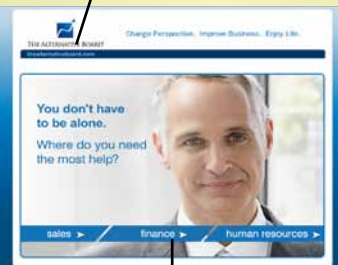 THE ALTERNATIVE BOARD
Change Perspective. Improve Business. Enjoy Life.
thealternativeboard.com
You don't have
to be alone.
Where do you need
the most help?
sales ➤ finance ➤ human resources ➤